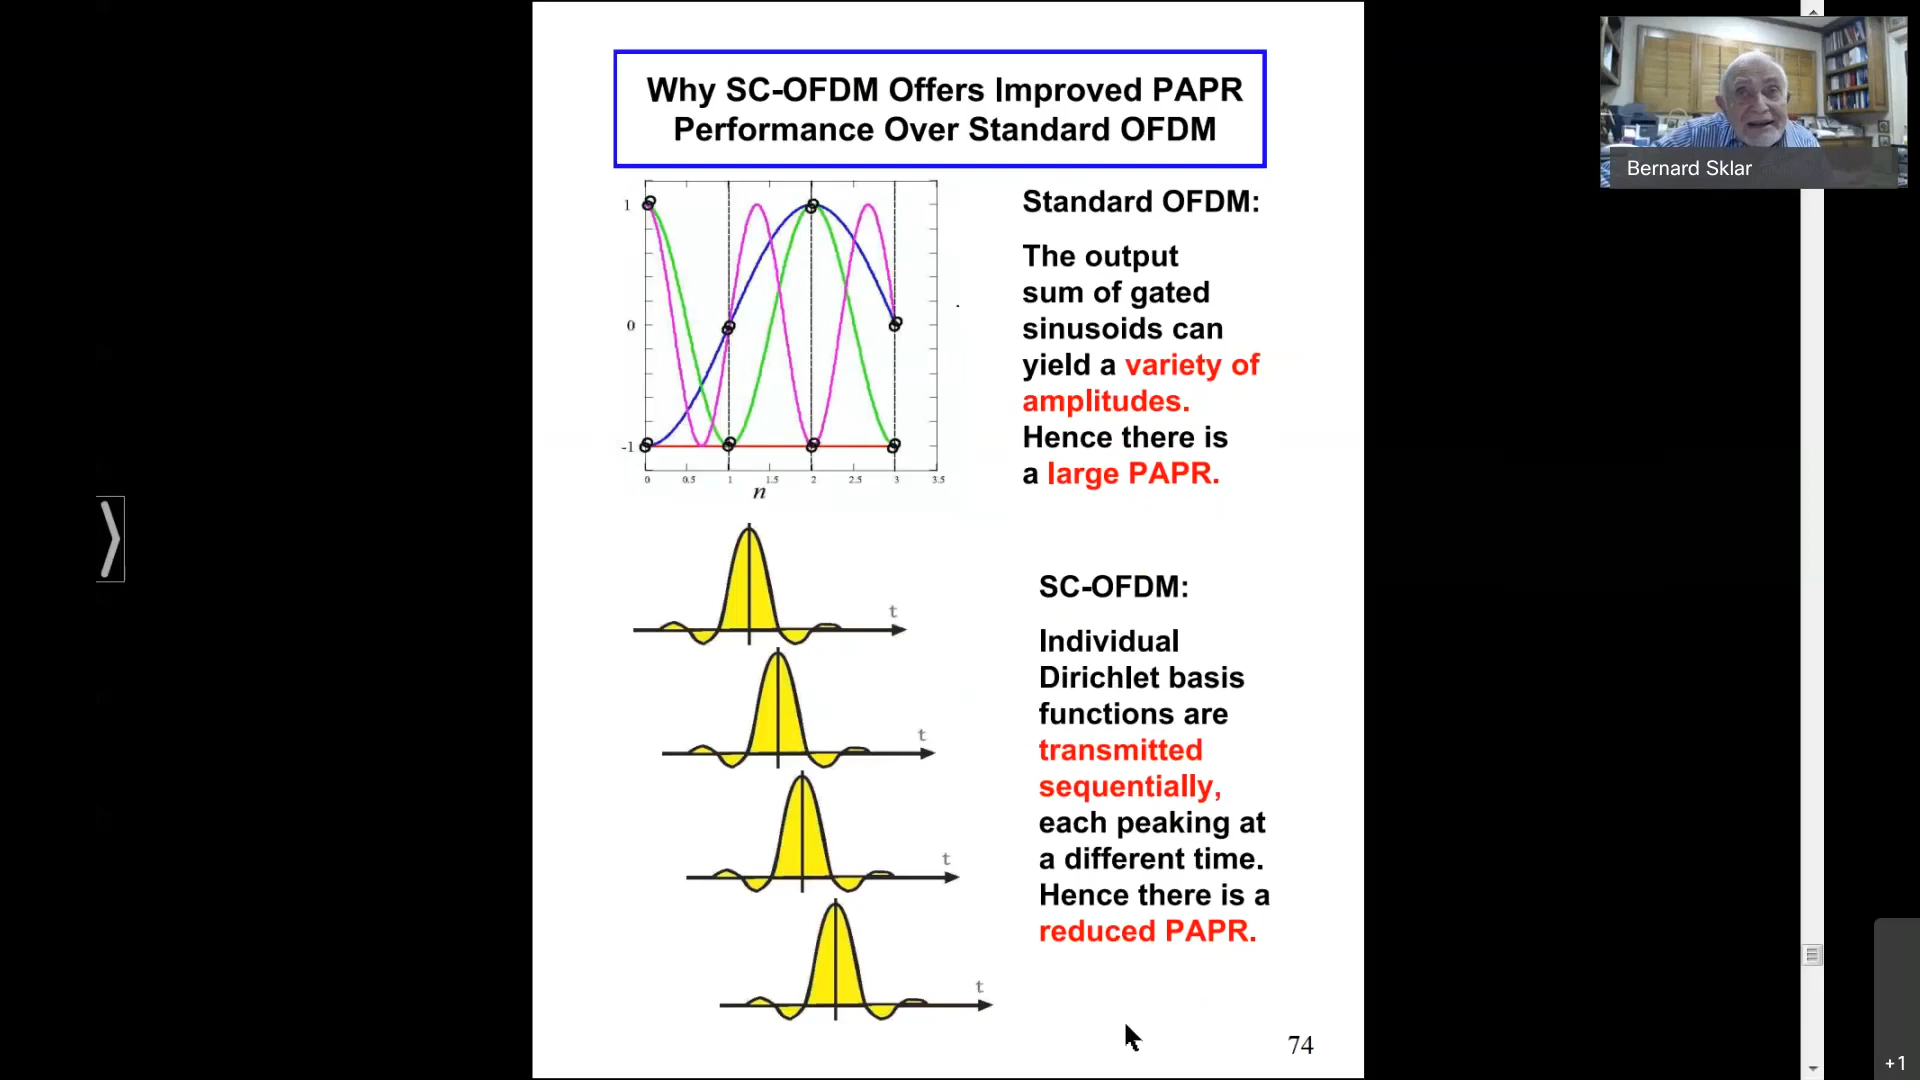 Why SC-OFDM Offers Improved PAPR
Performance Over Standard OFDM
Bernard Sklar
Standard OFDM:
The output
sum of gated
sinusoids can
yield a variety of
amplitudes.
Hence there is
a large PAPR.
1
0
-1
0 0.5 1 1.5 2 2.5 3 3.5
n
t
t
t
t
SC-OFDM:
Individual
Dirichlet basis
functions are
transmitted
sequentially,
each peaking at
a different time.
Hence there is a
reduced PAPR.
74
+1